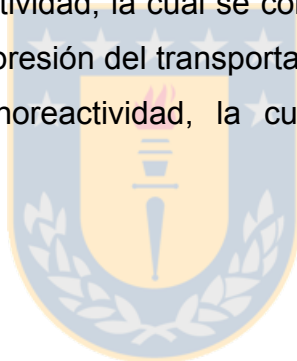 tividad, la cual se co
presión del transporta
noreactividad, la cu